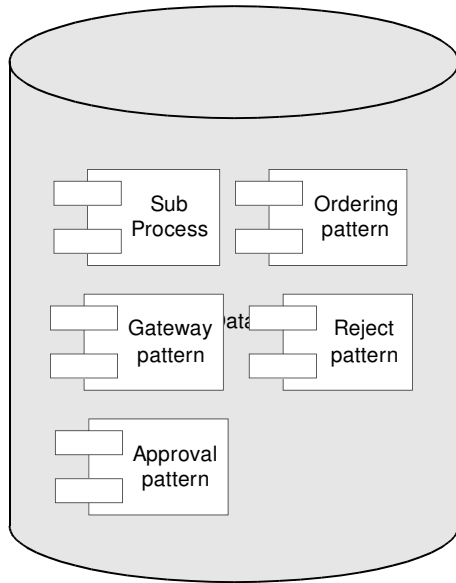 Sub
Process
Ordering
pattern
Gateway
pattern
Reject
pattern
Approval
pattern